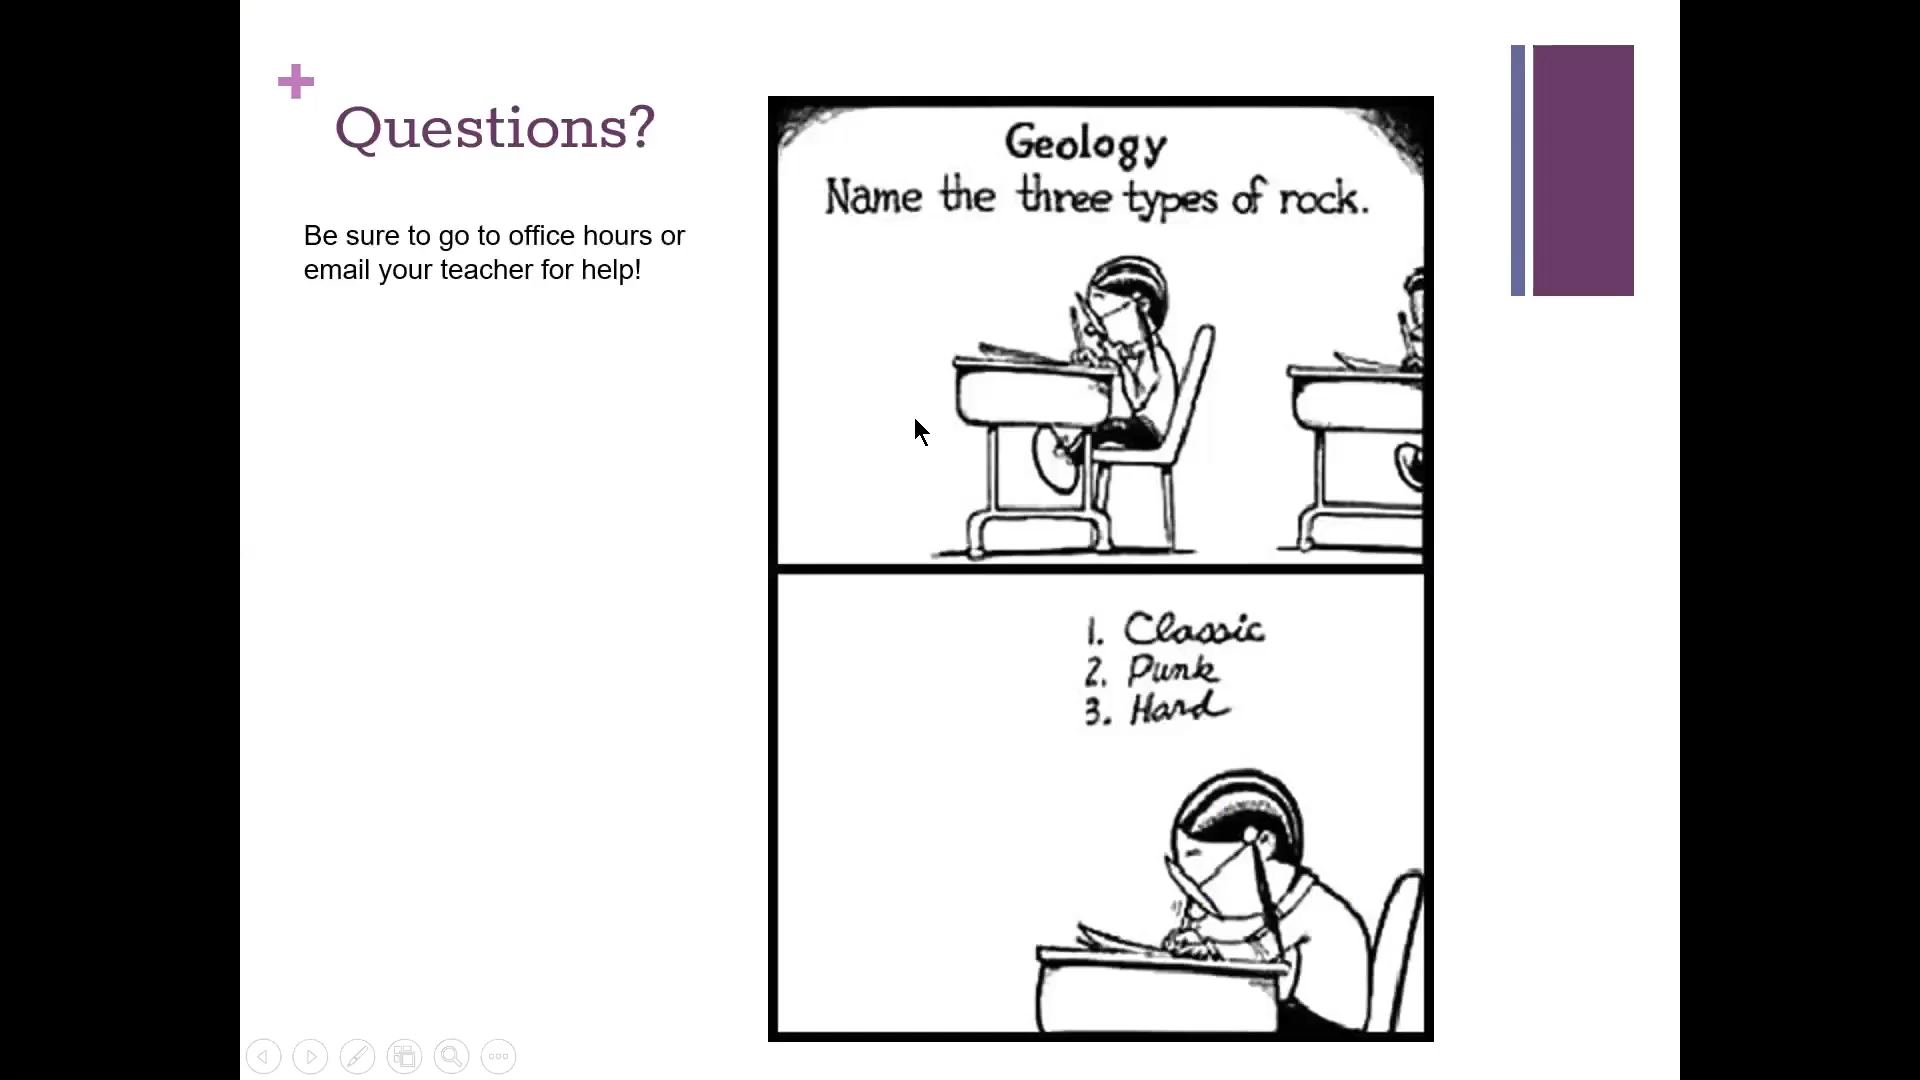 Questions?
Be sure to go to office hours or
email your teacher for help!
Geology
Name the three types of rock.
1. Classic
2. Punk
3. Hard